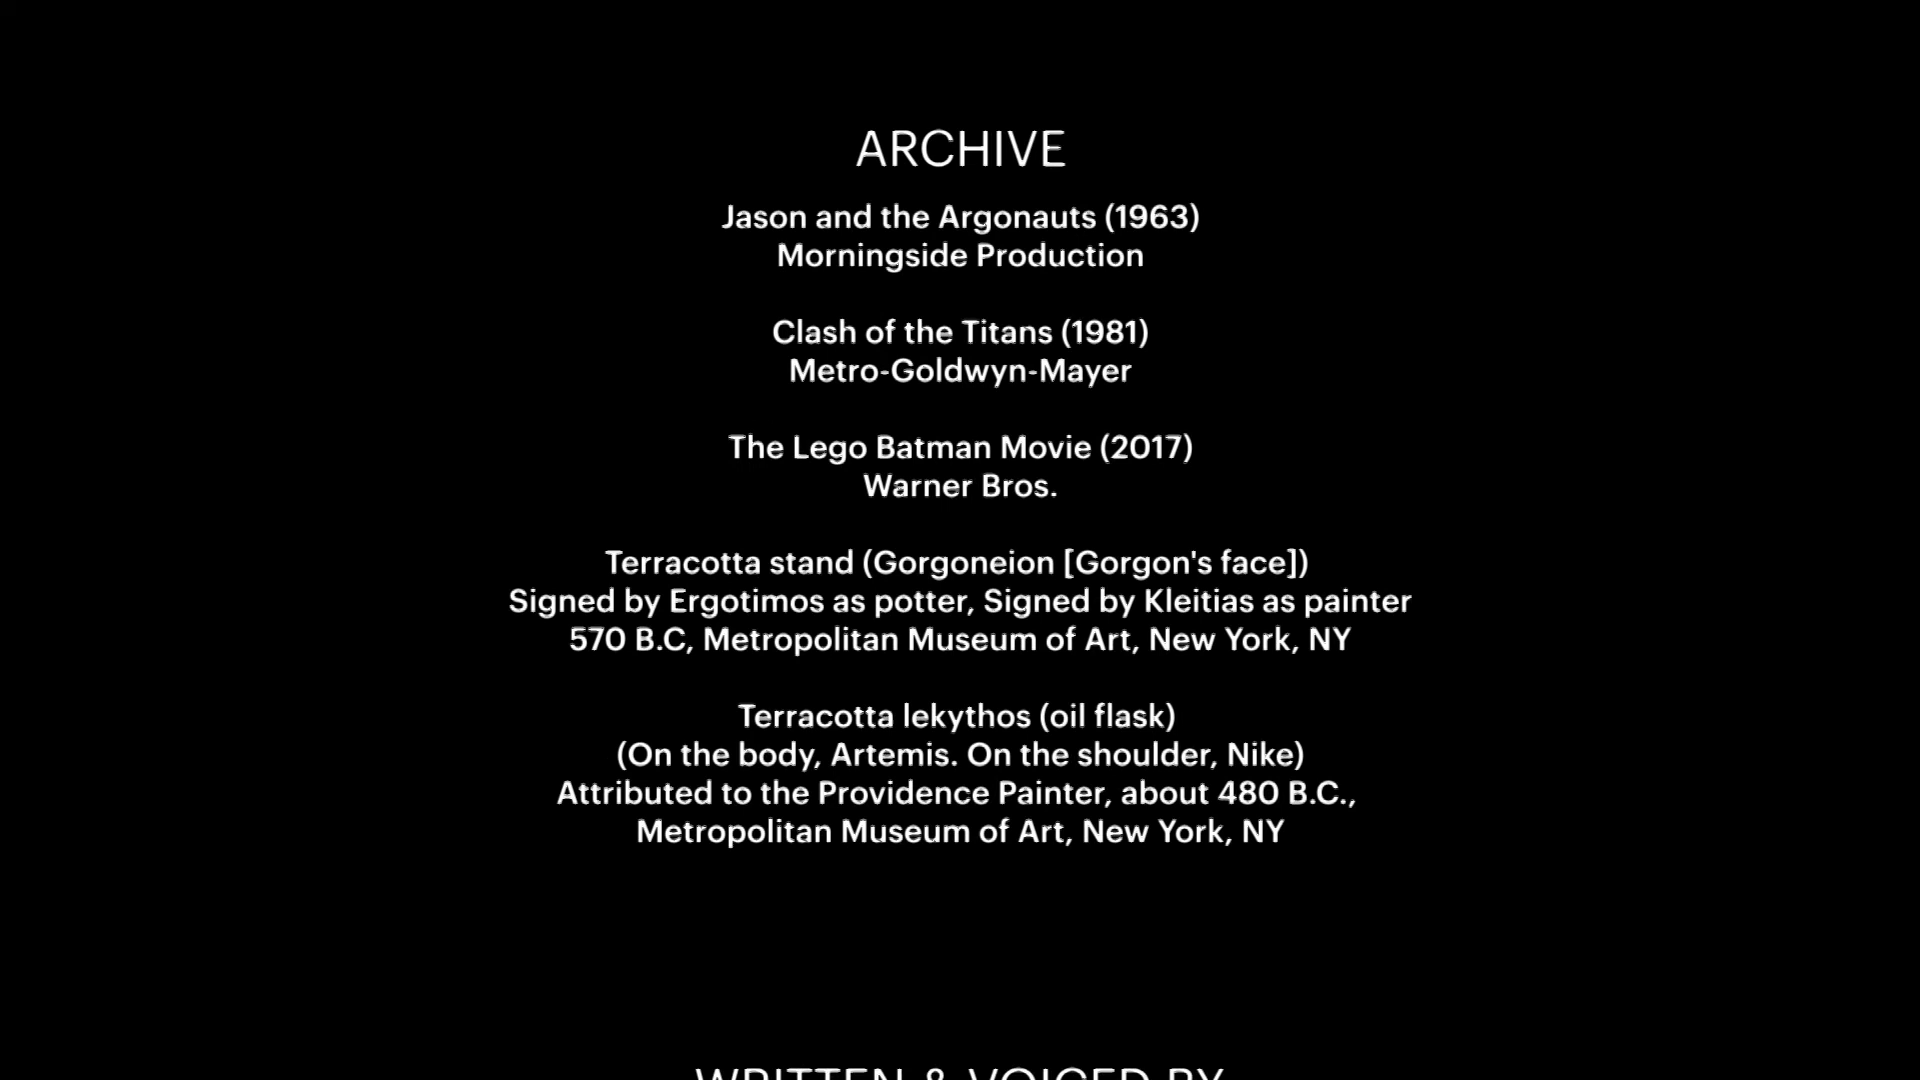 ARCHIVE
Jason and the Argonauts (1963)
Morningside Production
Clash of the Titans (1981)
Metro-Goldwyn-Mayer
The Lego Batman Movie (2017)
Warner Bros.
Terracotta stand (Gorgoneion [Gorgon's face])
Signed by Ergotimos as potter, Signed by Kleitias as painter
570 B.C, Metropolitan Museum of Art, New York, NY
Terracotta lekythos (oil flask)
(On the body, Artemis. On the shoulder, Nike)
Attributed to the Providence Painter, about 480 B.C.,
Metropolitan Museum of Art, New York, NY
WRITTEN & VOICED BY